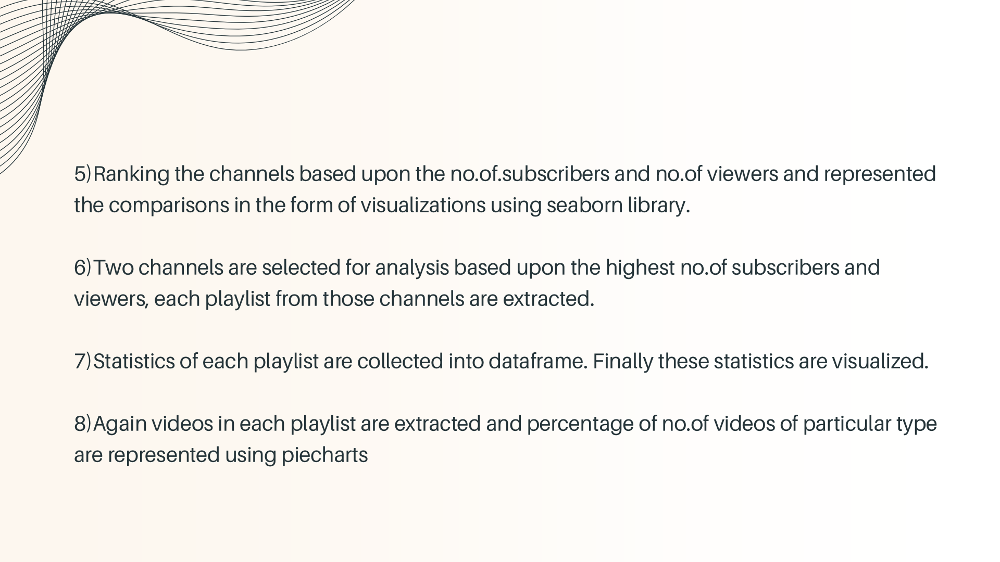 5)Ranking the channels based upon the no.of.subscribers and no.of viewers and represented
the comparisons in the form of visualizations using seaborn library.
6)Two channels are selected for analysis based upon the highest no.of subscribers and
viewers, each playlist from those channels are extracted.
7)Statistics of each playlist are collected into dataframe. Finally these statistics are visualized.
8)Again videos in each playlist are extracted and percentage of no.of videos of particular type
are represented using piecharts